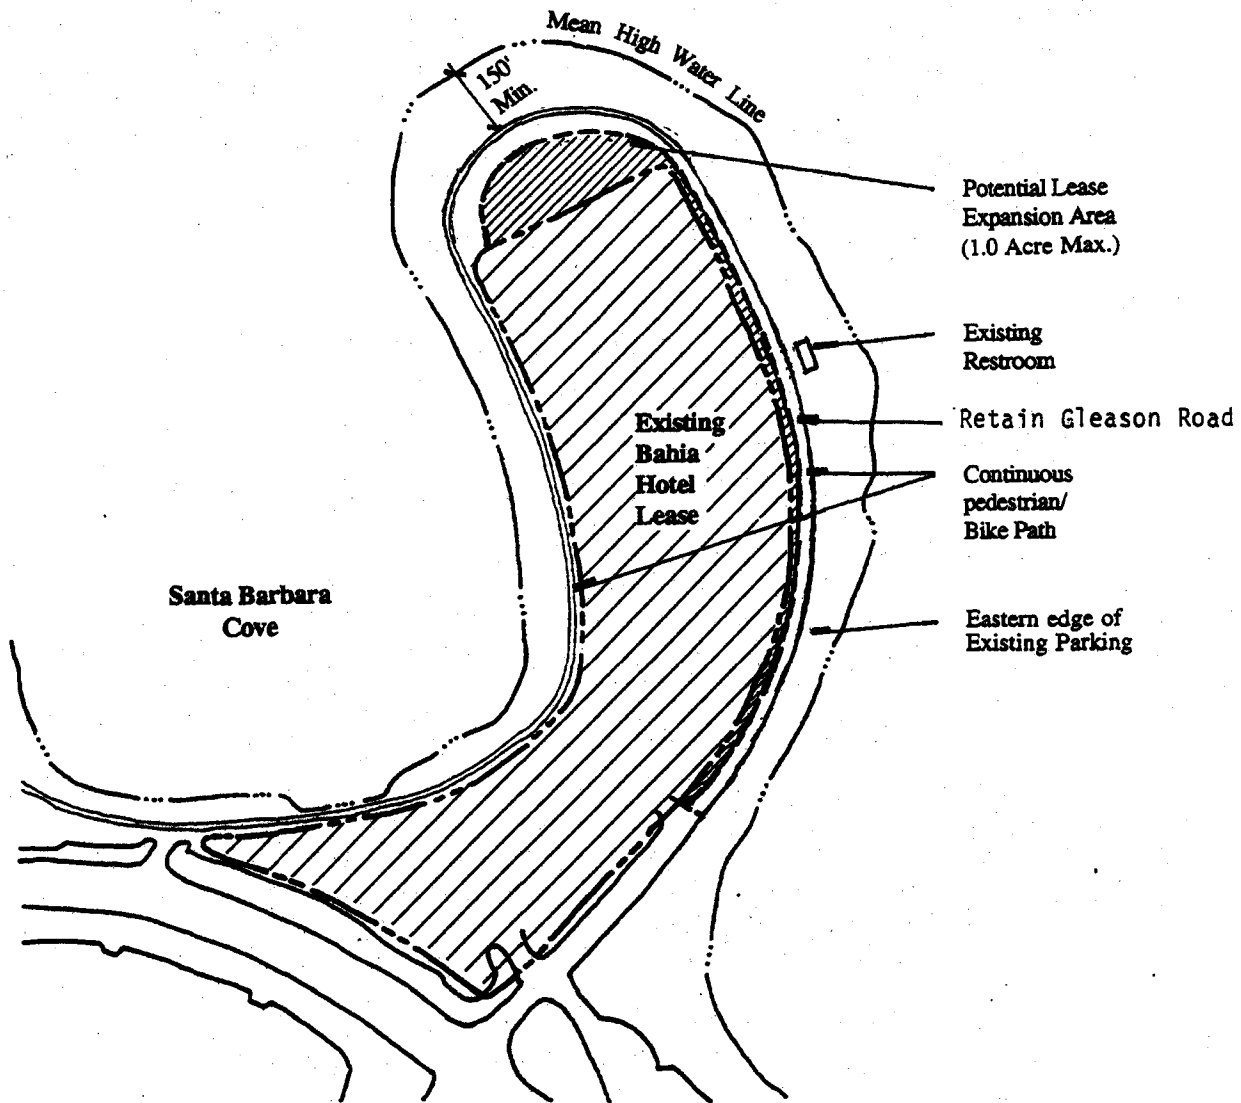 Mean High Water Line
150'
Min.
Potential Lease
Expansion Area
(1.0 Acre Max.)
Existing
Restroom
Retain Gleason Road
Existing
Bahia
Hotel
Lease
Continuous
pedestrian/
Bike Path
Santa Barbara
Cove
Eastern edge of
Existing Parking